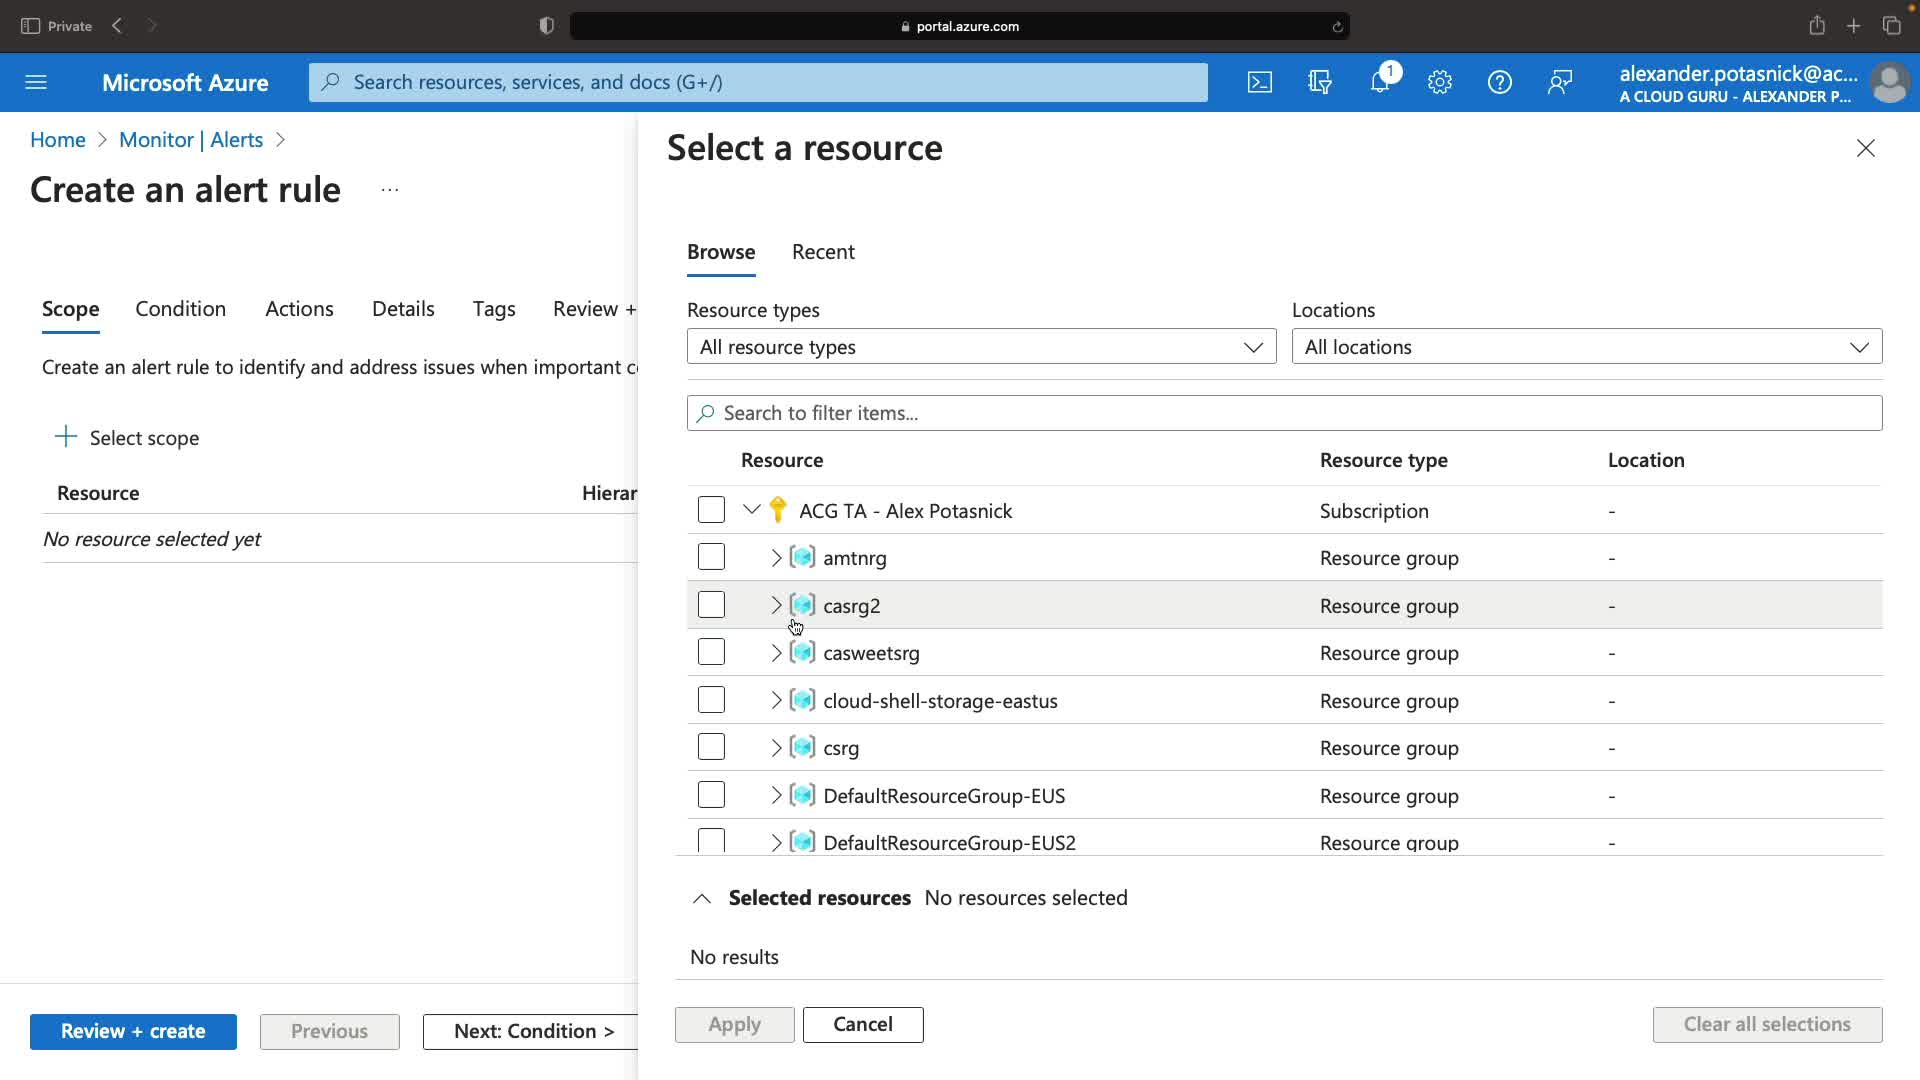 Private
portal.azure.com
Microsoft Azure
Search resources, services, and docs (G+/)
1
alexander.potasnick@ac...
A CLOUD GURU - ALEXANDER P...
Home > Monitor | Alerts >
Create an alert rule ...
Scope Condition Actions Details Tags Review +
Create an alert rule to identify and address issues when important c
Select scope
Resource Hierar
No resource selected yet
Review + create Previous Next: Condition >
Select a resource
Browse Recent
Resource types Locations
All resource types All locations
Search to filter items...
Resource Resource type Location
ACG TA - Alex Potasnick Subscription -
amtnrg Resource group -
casrg2 Resource group -
casweetsrg Resource group -
cloud-shell-storage-eastus Resource group -
csrg Resource group -
DefaultResourceGroup-EUS Resource group -
DefaultResourceGroup-EUS2 Resource group -
Selected resources No resources selected
No results
Apply Cancel Clear all selections